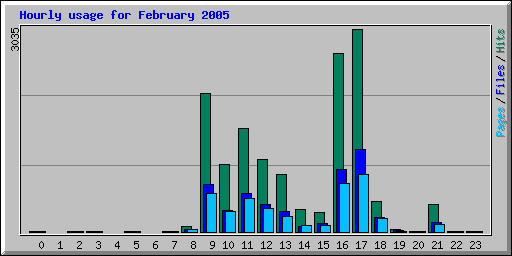 Hourly usage for February 2005
3035
Pages / Files / Hits
0 1 2 3 4 5 6 7 8 9 10 11 12 13 14 15 16 17 18 19 20 21 22 23